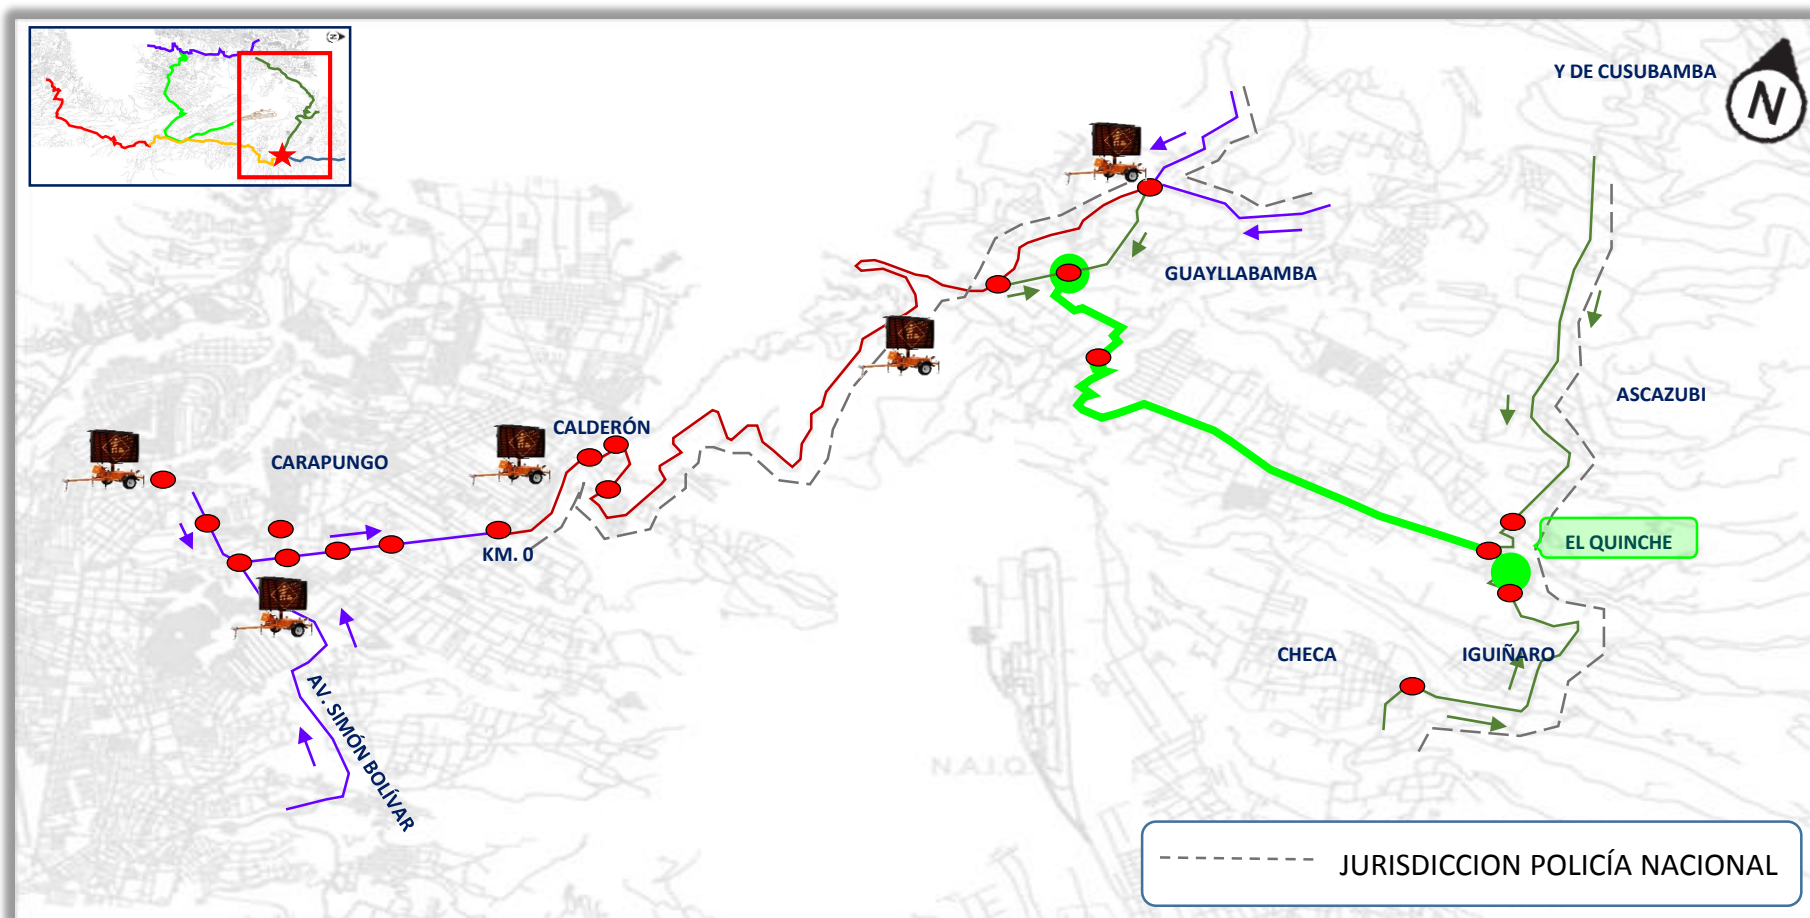 N
Y DE CUSUBAMBA
N
GUAYLLABAMBA
ASCAZUBI
CALDERÓN
CARAPUNGO
KM. 0
EL QUINCHE
CHECA
IGUIÑARO
AV. SIMÓN BOLÍVAR
N.A.I.Q.
JURISDICCION POLICÍA NACIONAL